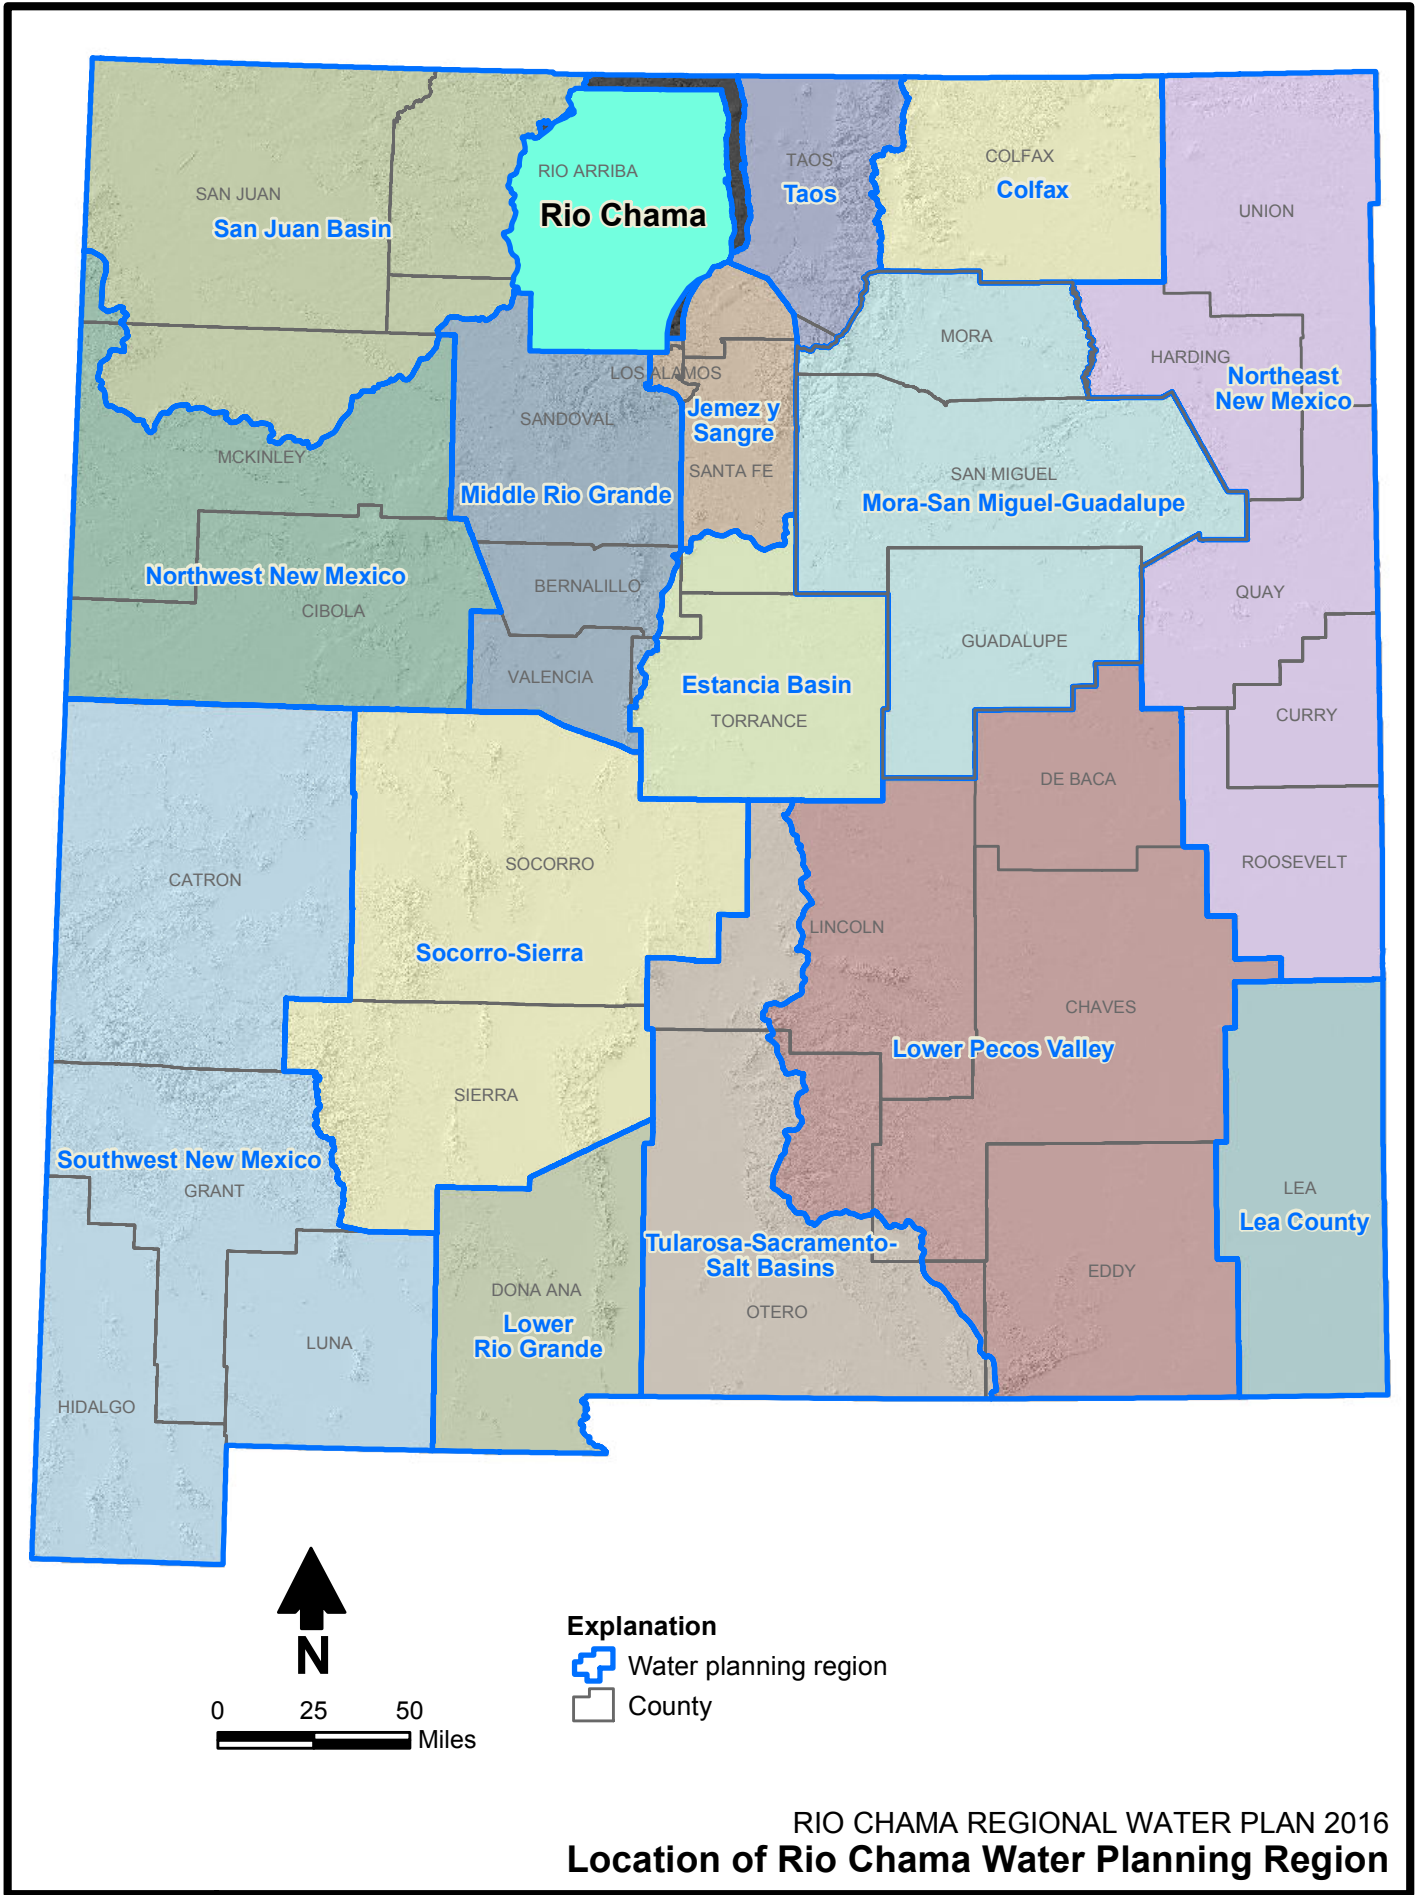 RIO ARRIBA
Rio Chama
TAOS
Taos
COLFAX
Colfax
SAN JUAN
San Juan Basin
UNION
MORA
HARDING
Northeast
New Mexico
LOS ALAMOS
SANDOVAL
Jemez y
Sangre
SANTA FE
MCKINLEY
Middle Rio Grande
SAN MIGUEL
Mora-San Miguel-Guadalupe
Northwest New Mexico
CIBOLA
BERNALILLO
QUAY
GUADALUPE
VALENCIA
Estancia Basin
TORRANCE
CURRY
DE BACA
CATRON
SOCORRO
ROOSEVELT
LINCOLN
Socorro-Sierra
CHAVES
Lower Pecos Valley
SIERRA
Southwest New Mexico
GRANT
LEA
Lea County
Tularosa-Sacramento-
Salt Basins
EDDY
DONA ANA
Lower
Rio Grande
OTERO
LUNA
HIDALGO
N
0 25 50
Miles
Explanation
Water planning region
County
RIO CHAMA REGIONAL WATER PLAN 2016
Location of Rio Chama Water Planning Region